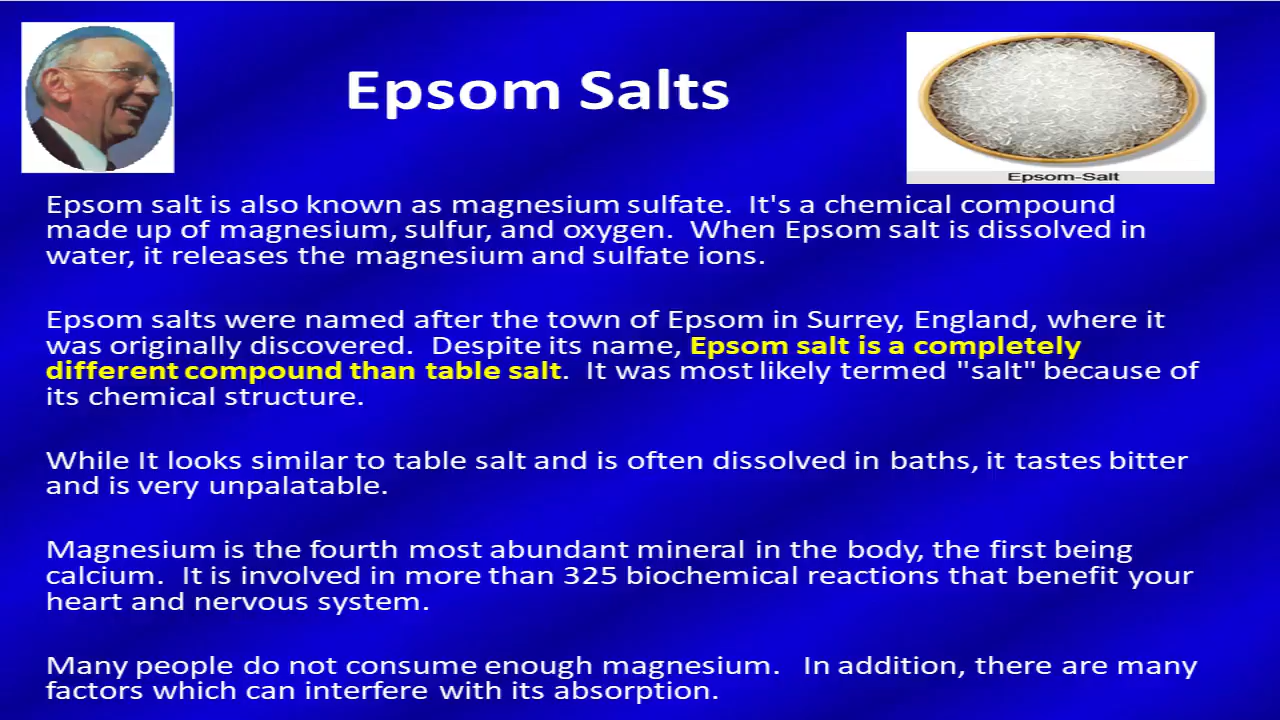 Epsom Salts
Epsom-Salt
Epsom salt is also known as magnesium sulfate.  It's a chemical compound
made up of magnesium, sulfur, and oxygen.  When Epsom salt is dissolved in
water, it releases the magnesium and sulfate ions.
Epsom salts were named after the town of Epsom in Surrey, England, where it
was originally discovered.  Despite its name, Epsom salt is a completely
different compound than table salt.  It was most likely termed "salt" because of
its chemical structure.
While It looks similar to table salt and is often dissolved in baths, it tastes bitter
and is very unpalatable.
Magnesium is the fourth most abundant mineral in the body, the first being
calcium.  It is involved in more than 325 biochemical reactions that benefit your
heart and nervous system.
Many people do not consume enough magnesium.   In addition, there are many
factors which can interfere with its absorption.